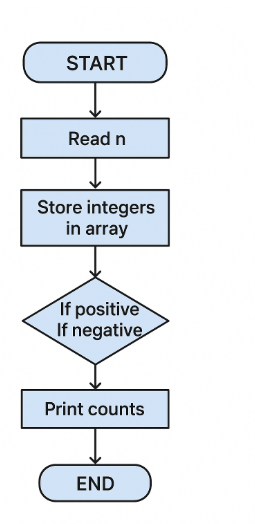 START
Read n
Store integers
in array
If positive
If negative
Print counts
END